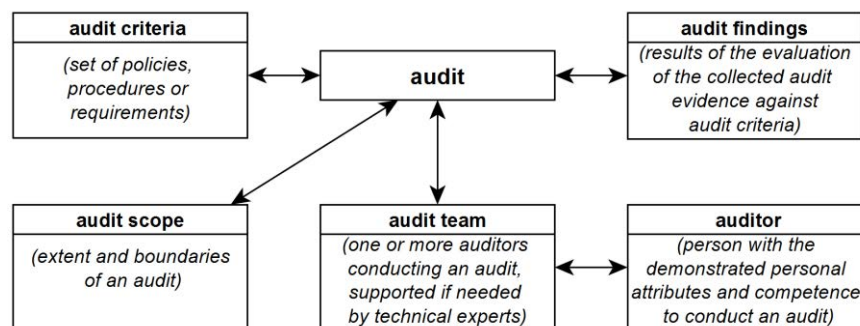 audit criteria
(set of policies,
procedures or
requirements)
audit
audit findings
(results of the evaluation
of the collected audit
evidence against
audit criteria)
audit scope
(extent and boundaries
of an audit)
audit team
(one or more auditors
conducting an audit,
supported if needed
by technical experts)
auditor
(person with the
demonstrated personal
attributes and competence
to conduct an audit)